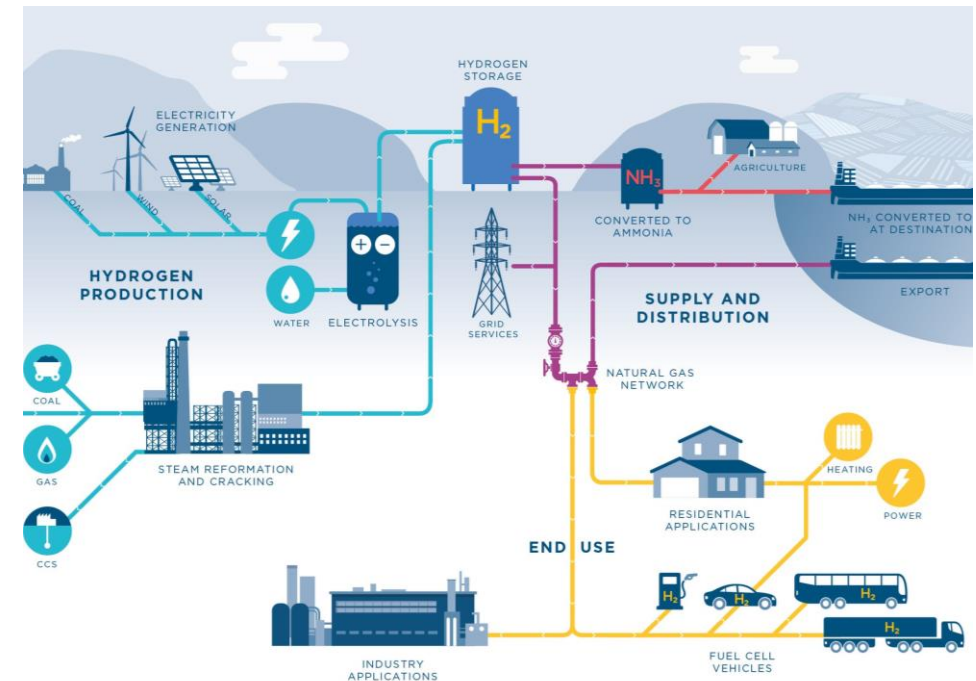 HYDROGEN
STORAGE
H₂
ELECTRICITY
GENERATION
COAL
WIND
SOLAR
HYDROGEN
PRODUCTION
WATER
ELECTROLYSIS
GRID
SERVICES
NH₃
CONVERTED TO
AMMONIA
AGRICULTURE
NH₃ CONVERTED TO
AT DESTINATION
EXPORT
SUPPLY AND
DISTRIBUTION
NATURAL GAS
NETWORK
COAL
GAS
CCS
STEAM REFORMATION
AND CRACKING
RESIDENTIAL
APPLICATIONS
HEATING
POWER
END USE
INDUSTRY
APPLICATIONS
H₂
H₂
H₂
H₂
FUEL CELL
VEHICLES